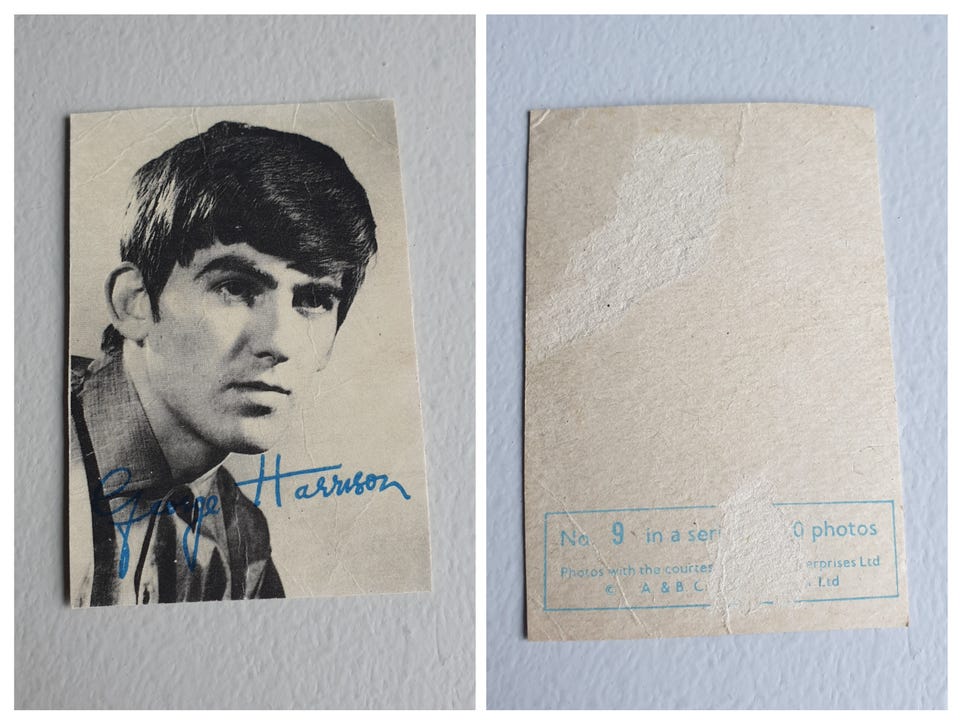 George Harrison
No. 9 in a seri 0 photos
Photos with the courtes erprises Ltd
© A. & B. C. Ltd